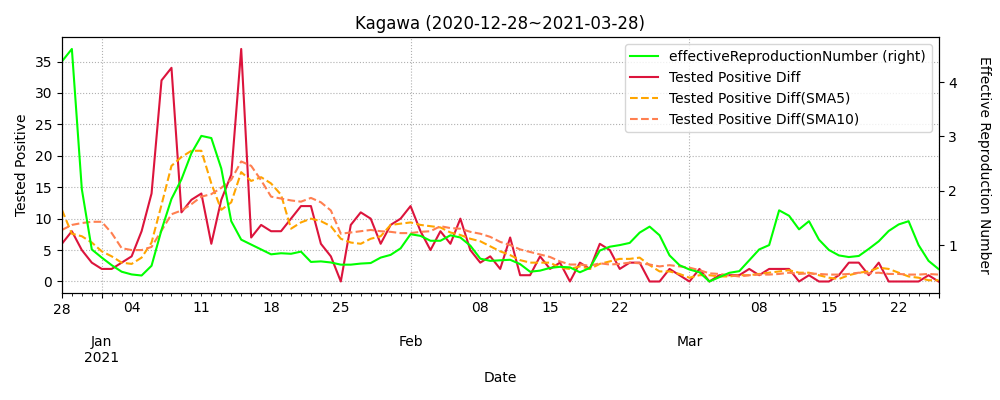 Kagawa (2020-12-28~2021-03-28)
effectiveReproductionNumber (right)
Tested Positive Diff
Tested Positive Diff(SMA5)
Tested Positive Diff(SMA10)
Tested Positive
35
30
25
20
15
10
5
0
4
3
2
1
Effective Reproduction Number
28 04 11 18 25 08 15 22 08 15 22
Jan Feb Mar
2021
Date